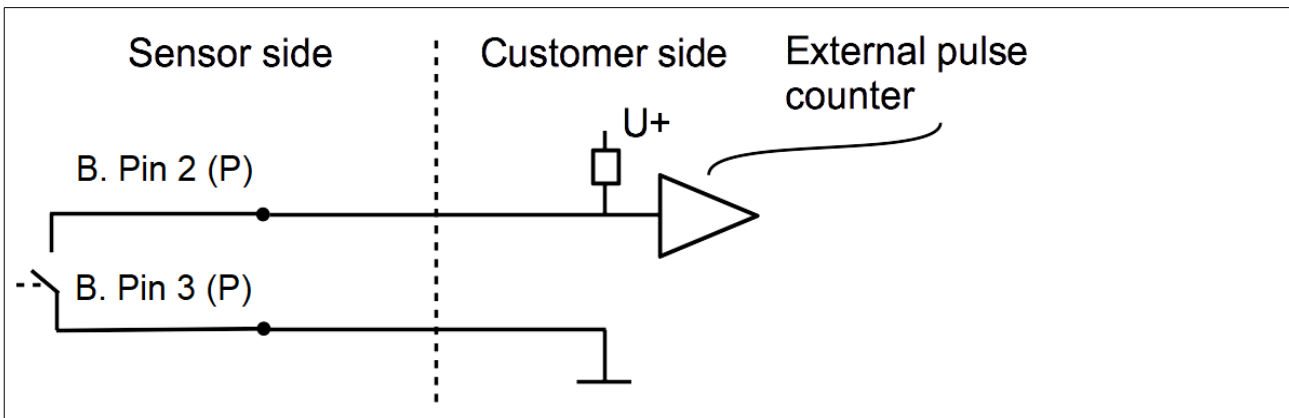 Sensor side
Customer side
External pulse
counter
U+
B. Pin 2 (P)
B. Pin 3 (P)